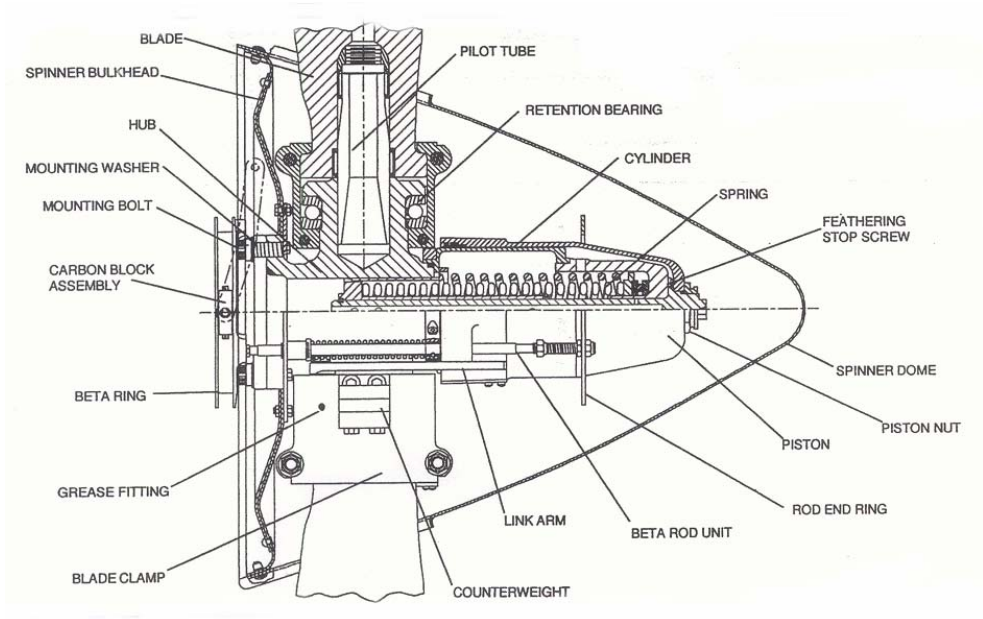 BLADE
SPINNER BULKHEAD
HUB
MOUNTING WASHER
MOUNTING BOLT
CARBON BLOCK
ASSEMBLY
BETA RING
GREASE FITTING
BLADE CLAMP
PILOT TUBE
RETENTION BEARING
CYLINDER
SPRING
FEATHERING
STOP SCREW
SPINNER DOME
PISTON NUT
PISTON
ROD END RING
BETA ROD UNIT
LINK ARM
COUNTERWEIGHT